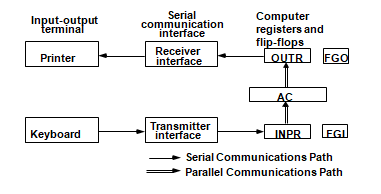 Input-output
terminal
Serial
communication
interface
Computer
registers and
flip-flops
Printer
Receiver
interface
OUTR
FGO
AC
Keyboard
Transmitter
interface
INPR
FGI
Serial Communications Path
Parallel Communications Path